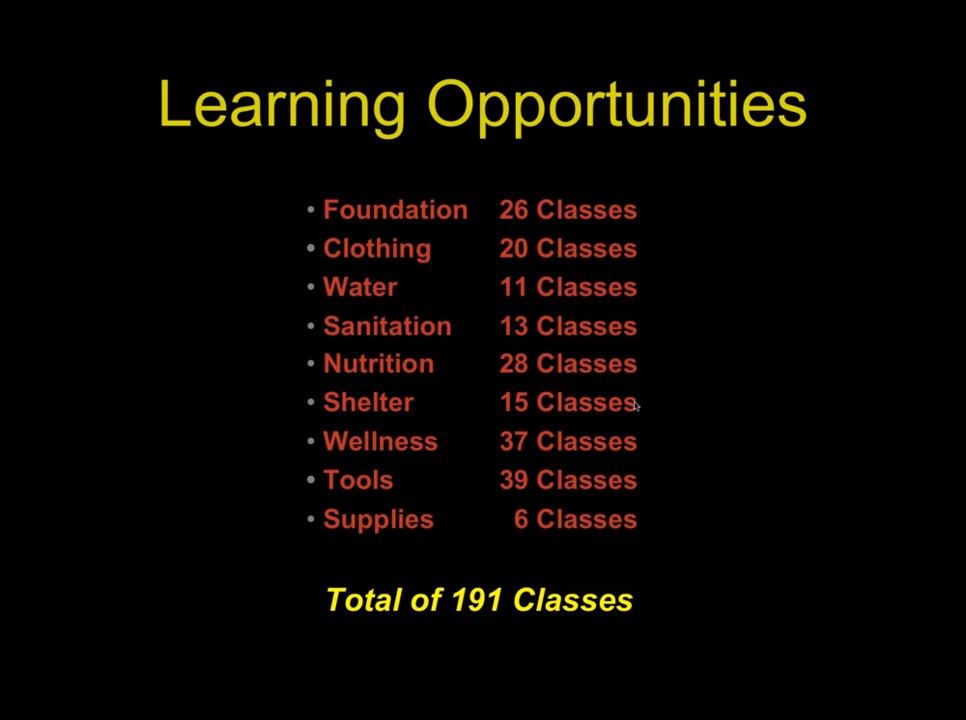 Learning Opportunities
• Foundation 26 Classes
• Clothing 20 Classes
• Water 11 Classes
• Sanitation 13 Classes
• Nutrition 28 Classes
• Shelter 15 Classes
• Wellness 37 Classes
• Tools 39 Classes
• Supplies 6 Classes
Total of 191 Classes